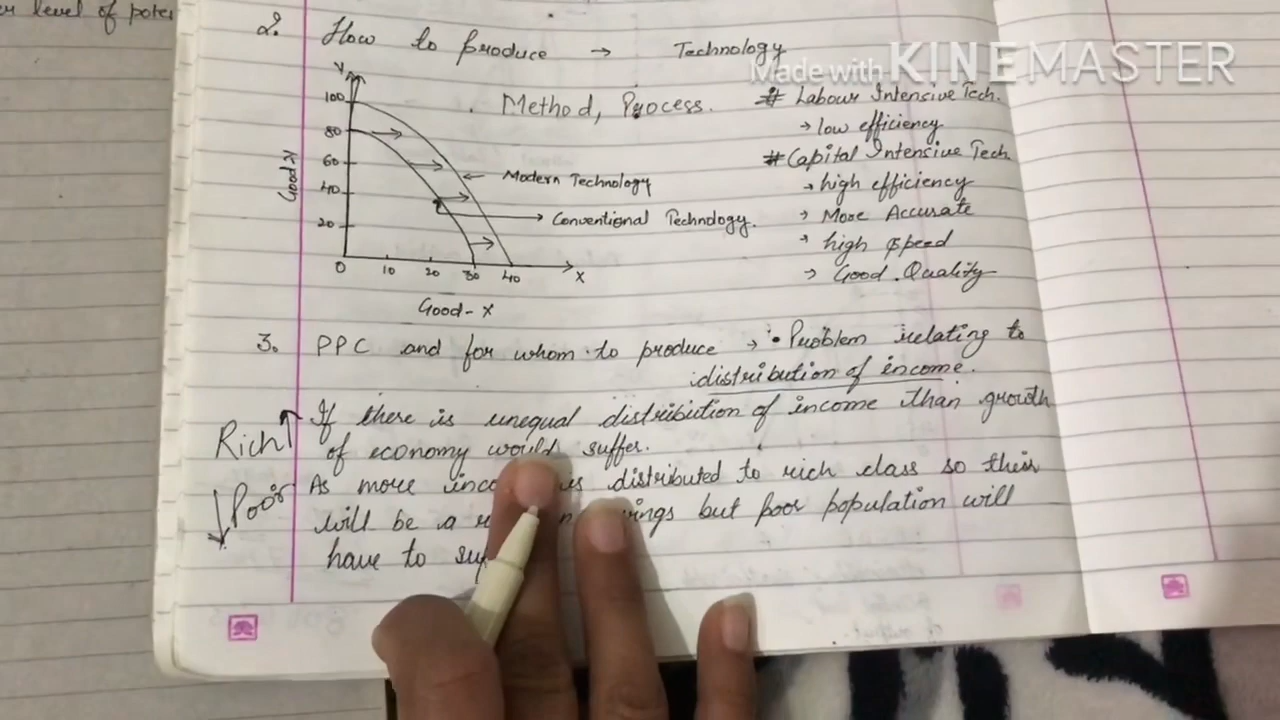 r level of poten
2. How to produce → Technology
Made with KINEMASTER
. Method, Process.
# Labour Intensive Tech.
→ low efficiency
# Capital Intensive Tech.
→ high efficiency
→ More Accurate
→ high speed
→ Good Quality
Y
100
80
60
40
20
0 10 20 30 40 X
Good-Y
Good-X
← Modern Technology
→ Conventional Technology.
3. PPC and for whom to produce → • Problem relating to
distribution of income.
Rich ↑
↓ Poor
If there is unequal distribution of income than growth
of economy would suffer.
As more is distributed to rich class so their
will be a but poor population will
have to